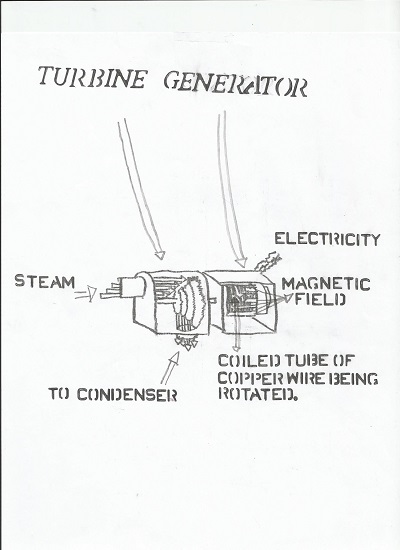 TURBINE GENERATOR
ELECTRICITY
STEAM
MAGNETIC
FIELD
COILED TUBE OF
COPPER WIRE BEING
ROTATED.
TO CONDENSER